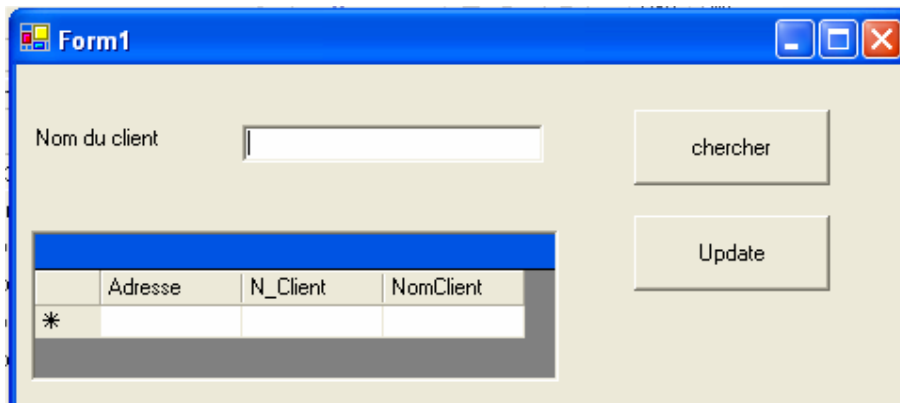 Form1
Nom du client
chercher
Update
Adresse N_Client NomClient